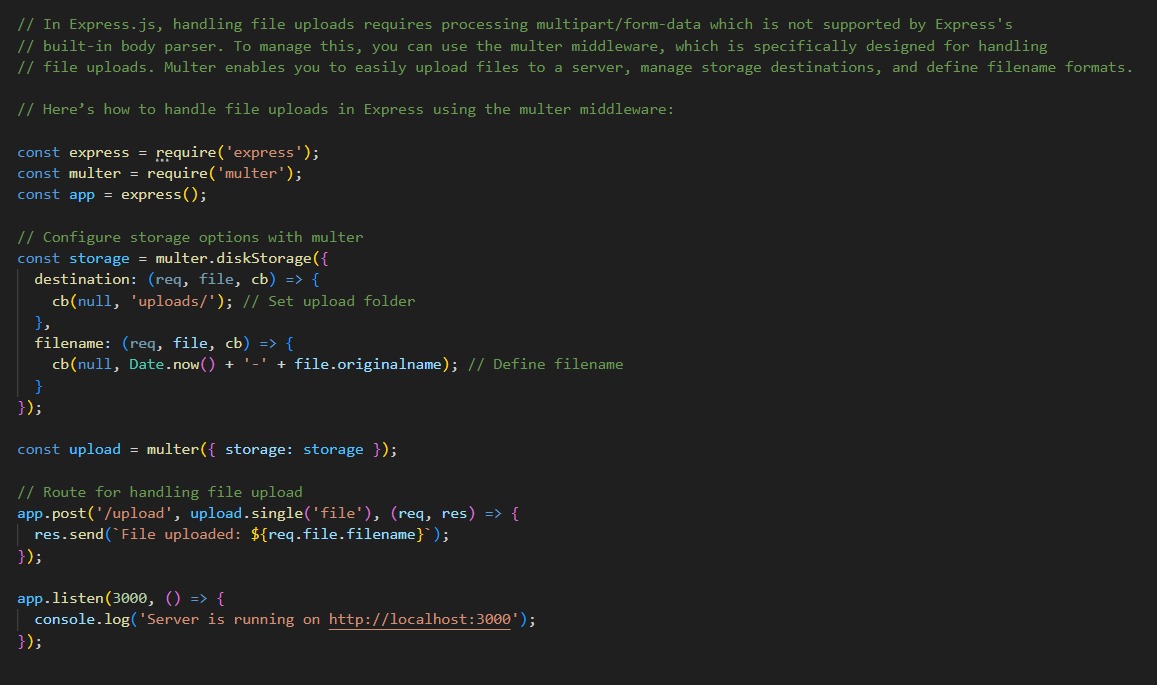 // In Express.js, handling file uploads requires processing multipart/form-data which is not supported by Express's
// built-in body parser. To manage this, you can use the multer middleware, which is specifically designed for handling
// file uploads. Multer enables you to easily upload files to a server, manage storage destinations, and define filename formats.
// Here’s how to handle file uploads in Express using the multer middleware:
const express = require('express');
const multer = require('multer');
const app = express();
// Configure storage options with multer
const storage = multer.diskStorage({
  destination: (req, file, cb) => {
    cb(null, 'uploads/'); // Set upload folder
  },
  filename: (req, file, cb) => {
    cb(null, Date.now() + '-' + file.originalname); // Define filename
  }
});
const upload = multer({ storage: storage });
// Route for handling file upload
app.post('/upload', upload.single('file'), (req, res) => {
  res.send(`File uploaded: ${req.file.filename}`);
});
app.listen(3000, () => {
  console.log('Server is running on http://localhost:3000');
});